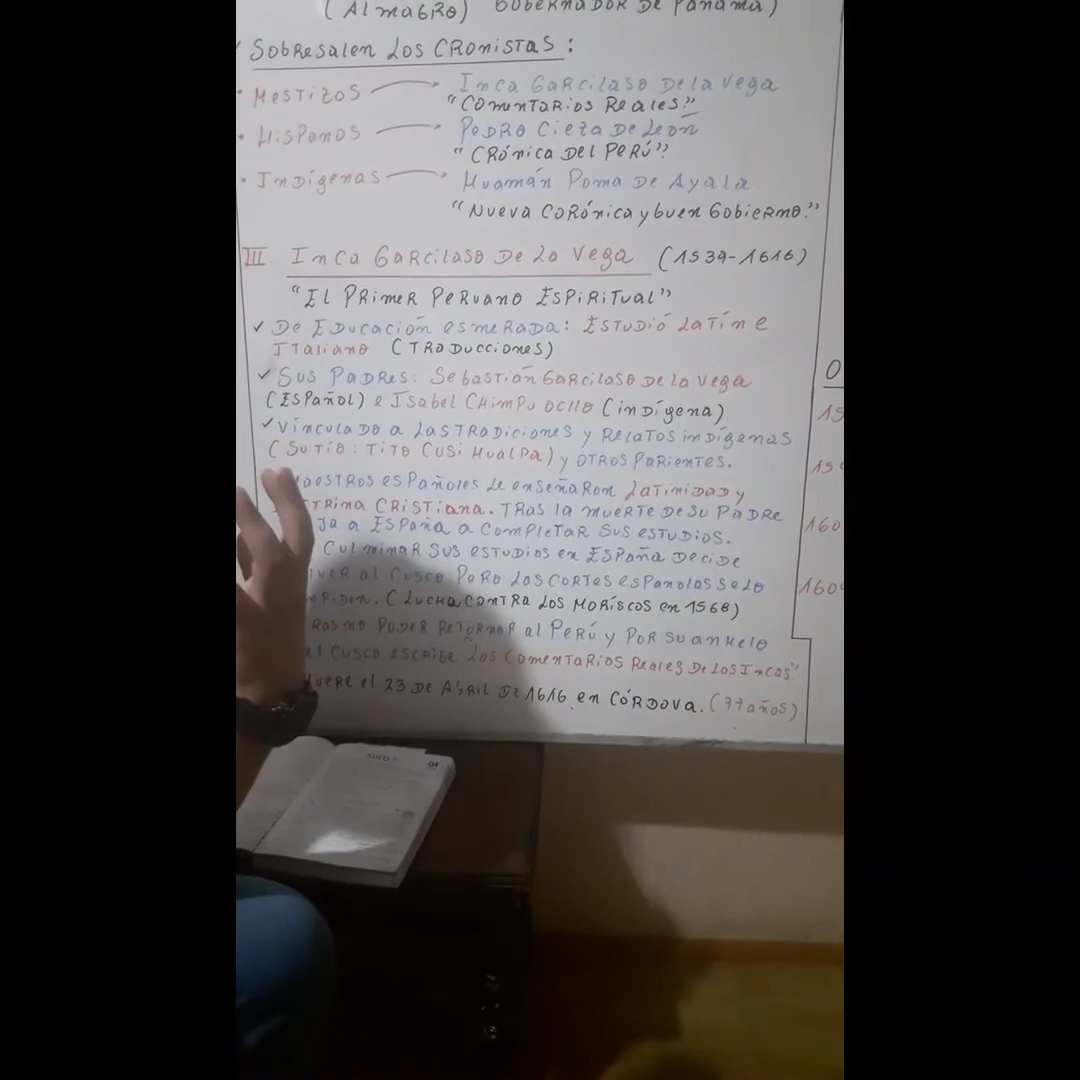 (Almagro) Gobernador de Panamá)
Sobresalen los cronistas:
• Mestizos → Inca Garcilaso De la Vega
"Comentarios Reales"
• Hispanos → Pedro Cieza De León
"Crónica Del Perú"
• Indígenas → Huamán Poma De Ayala
"Nueva Corónica y buen Gobierno."
III Inca Garcilaso De La Vega (1539-1616)
"El Primer Peruano Espiritual"
✓ De Educación esmerada: Estudió Latín e
Italiano (Traducciones)
✓ Sus Padres: Sebastián Garcilaso De la Vega
(Español) e Isabel Chimpu Ocllo (indígena)
✓ Vinculado a las tradiciones y relatos indígenas
(Su tío: Tito Cusi Hualpa) y otros parientes.
españoles le enseñaron Latinidad y
Cristiana. Tras la muerte de su padre
a España a completar sus estudios.
Culminar sus estudios en España decide
al Cusco pero las cortes espanolas se lo
(Lucha contra los moriscos en 1568)
no poder retornar al Perú y por su anhelo
Cusco escribe "Los Comentarios Reales de los Incas"
el 23 de Abril de 1616 en Córdova. (77 años)
O
15
15
160
160